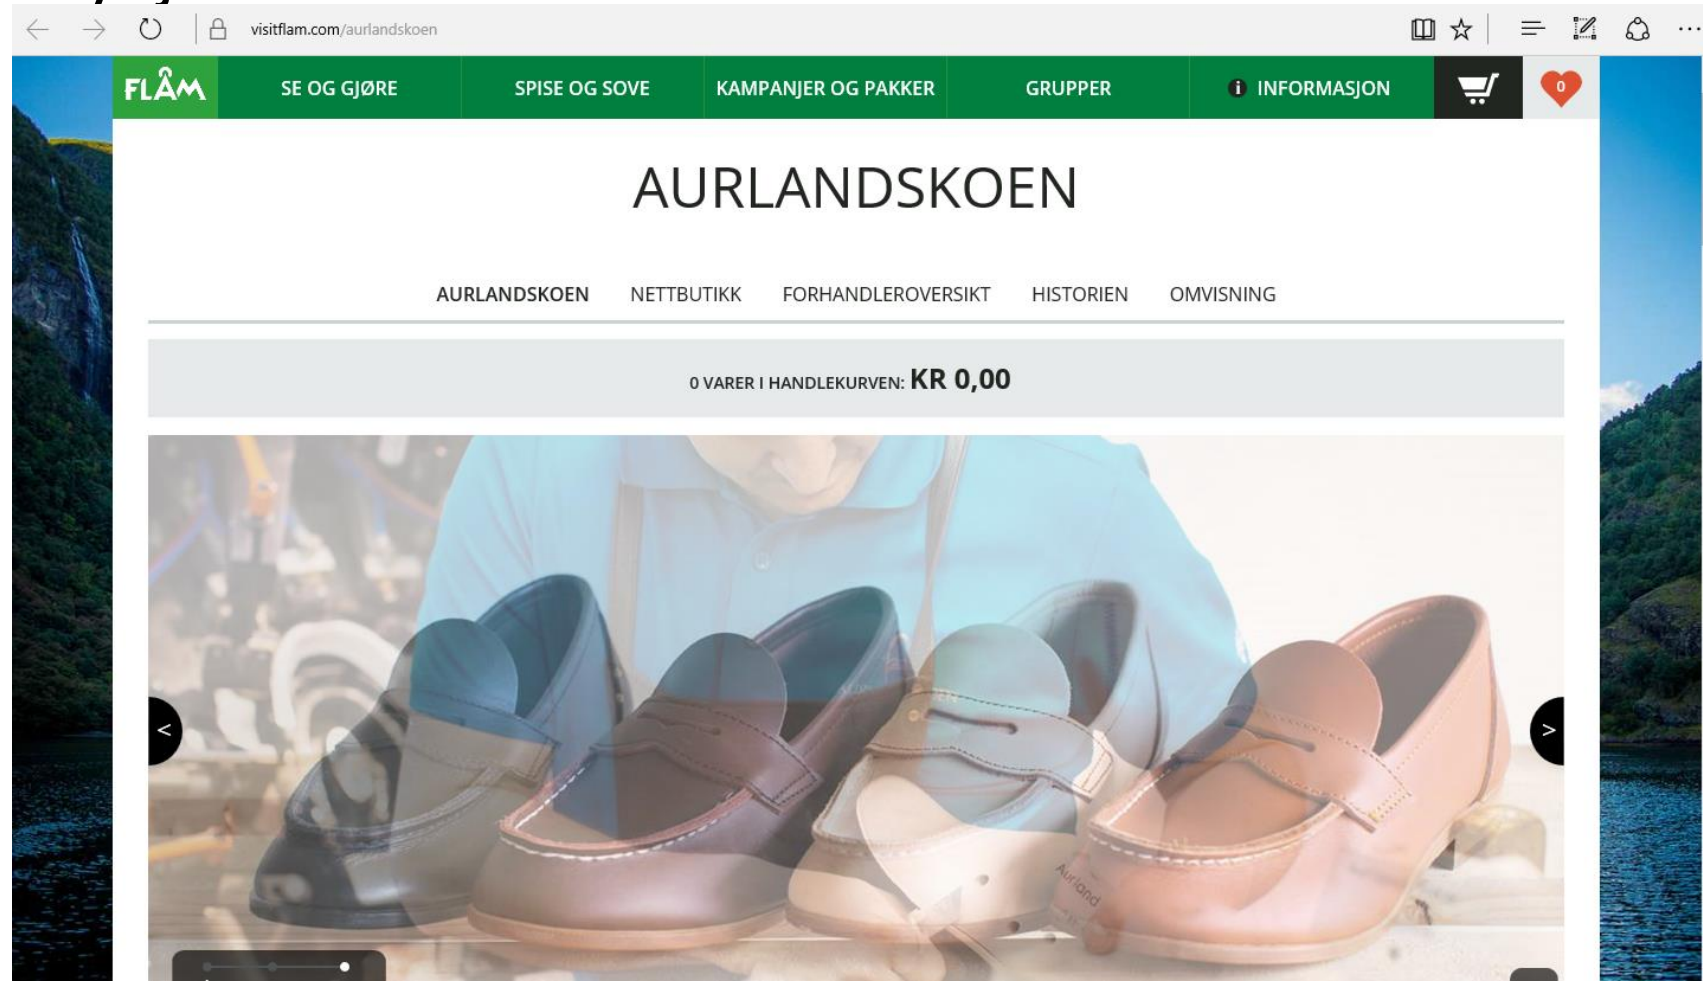 visitflam.com/aurlandskoen
FLÅM SE OG GJØRE SPISE OG SOVE KAMPANJER OG PAKKER GRUPPER i INFORMASJON 0
AURLANDSKOEN
AURLANDSKOEN NETTBUTIKK FORHANDLEROVERSIKT HISTORIEN OMVISNING
0 VARER I HANDLEKURVEN: KR 0,00
< >
Aurland